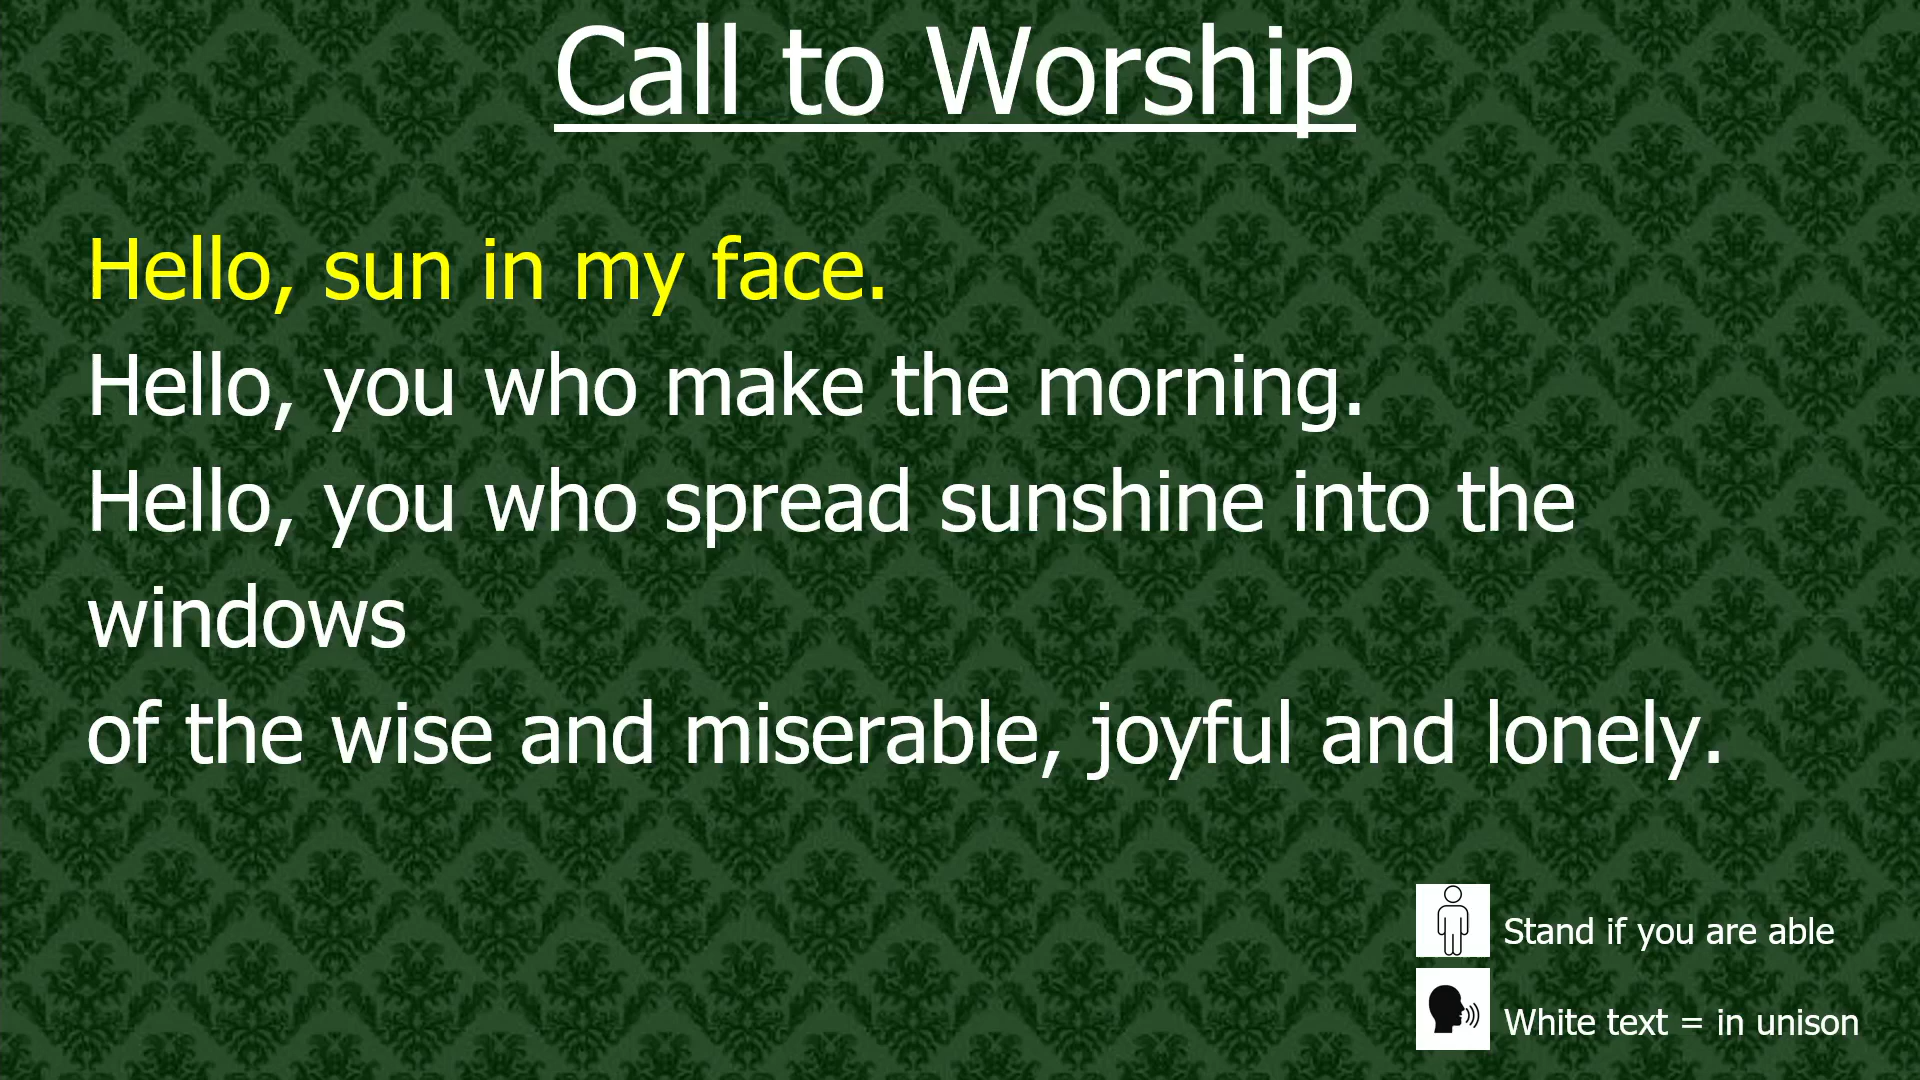 Call to Worship
Hello, sun in my face.
Hello, you who make the morning.
Hello, you who spread sunshine into the
windows
of the wise and miserable, joyful and lonely.
Stand if you are able
White text = in unison